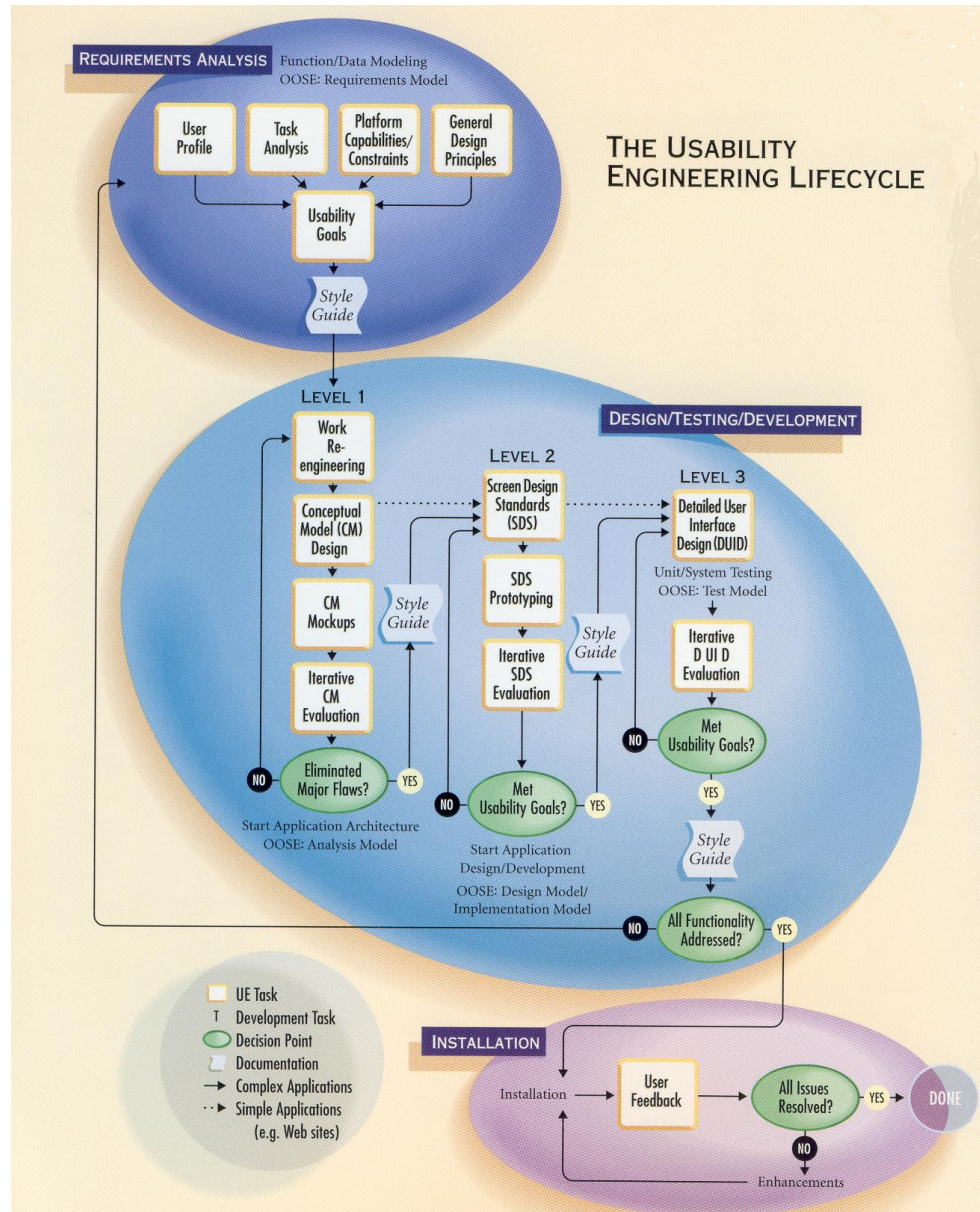 REQUIREMENTS ANALYSIS
Function/Data Modeling
OOSE: Requirements Model
User
Profile
Task
Analysis
Platform
Capabilities/
Constraints
General
Design
Principles
THE USABILITY
ENGINEERING LIFECYCLE
Usability
Goals
Style
Guide
DESIGN/TESTING/DEVELOPMENT
LEVEL 1
Work
Re-
engineering
Conceptual
Model (CM)
Design
CM
Mockups
Iterative
CM
Evaluation
Eliminated
Major Flaws?
NO
YES
Start Application Architecture
OOSE: Analysis Model
Style
Guide
LEVEL 2
Screen Design
Standards
(SDS)
SDS
Prototyping
Iterative
SDS
Evaluation
Met
Usability Goals?
NO
YES
Start Application
Design/Development
OOSE: Design Model/
Implementation Model
Style
Guide
LEVEL 3
Detailed User
Interface
Design (DUID)
Unit/System Testing
OOSE: Test Model
Iterative
D UI D
Evaluation
Met
Usability Goals?
NO
YES
Style
Guide
All Functionality
Addressed?
NO
YES
UE Task
T Development Task
Decision Point
Documentation
Complex Applications
Simple Applications
(e.g. Web sites)
INSTALLATION
Installation
User
Feedback
All Issues
Resolved?
YES
DONE
NO
Enhancements